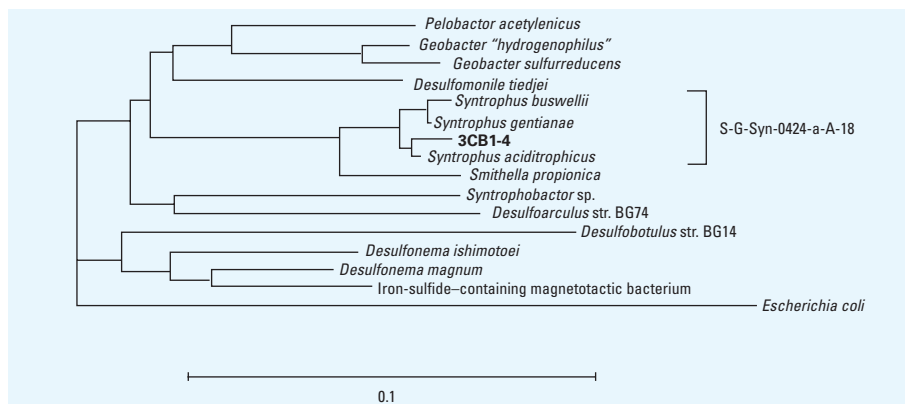 Pelobactor acetylenicus
Geobacter “hydrogenophilus”
Geobacter sulfurreducens
Desulfomonile tiedjei
Syntrophus buswellii
Syntrophus gentianae
S-G-Syn-0424-a-A-18
3CB1-4
Syntrophus aciditrophicus
Smithella propionica
Syntrophobactor sp.
Desulfoarculus str. BG74
Desulfobotulus str. BG14
Desulfonema ishimotoei
Desulfonema magnum
Iron-sulfide–containing magnetotactic bacterium
Escherichia coli
0.1